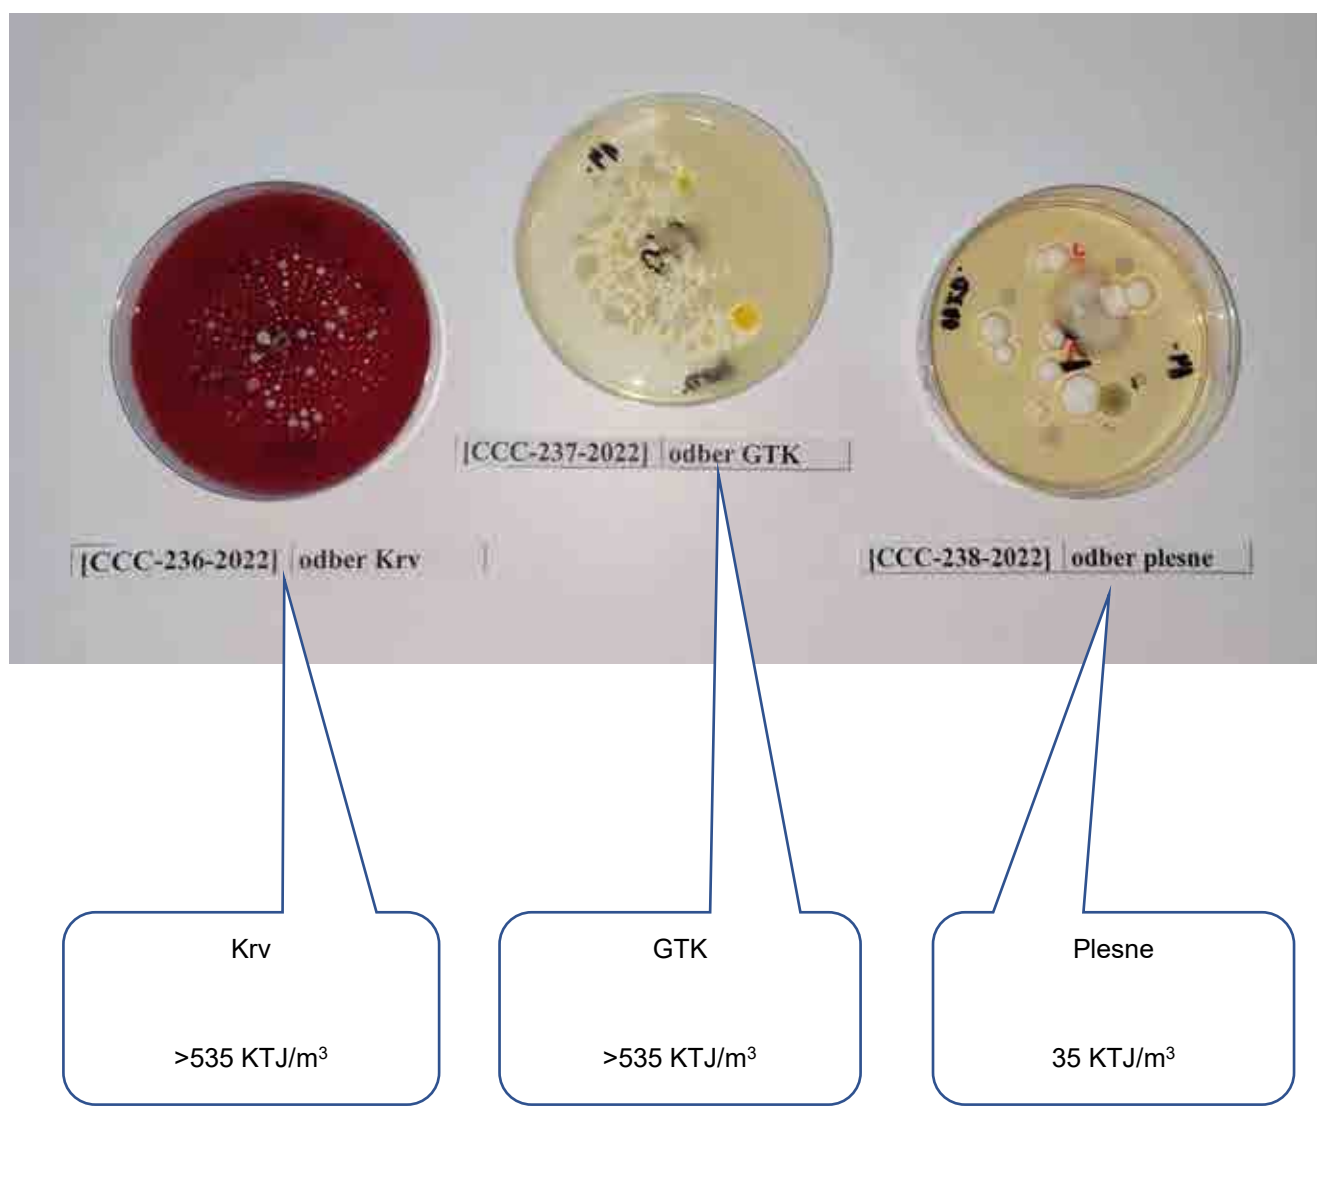 [CCC-237-2022] odber GTK
[CCC-236-2022] odber Krv
[CCC-238-2022] odber plesne
Krv
>535 KTJ/m³
GTK
>535 KTJ/m³
Plesne
35 KTJ/m³